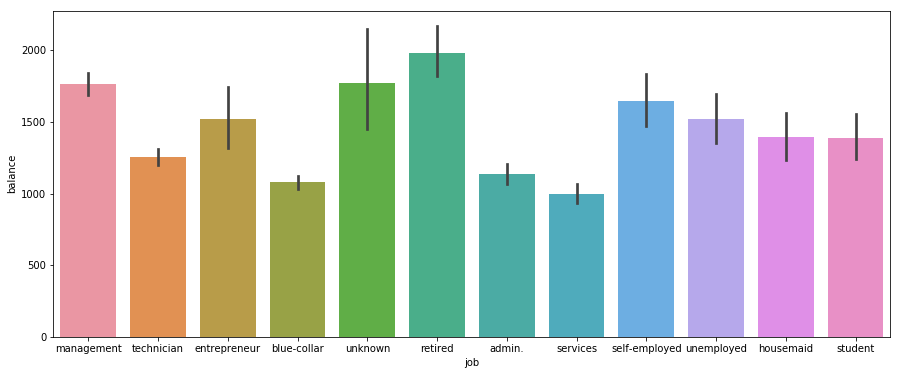 balance
2000
1500
1000
500
0
management technician entrepreneur blue-collar unknown retired admin. services self-employed unemployed housemaid student
job